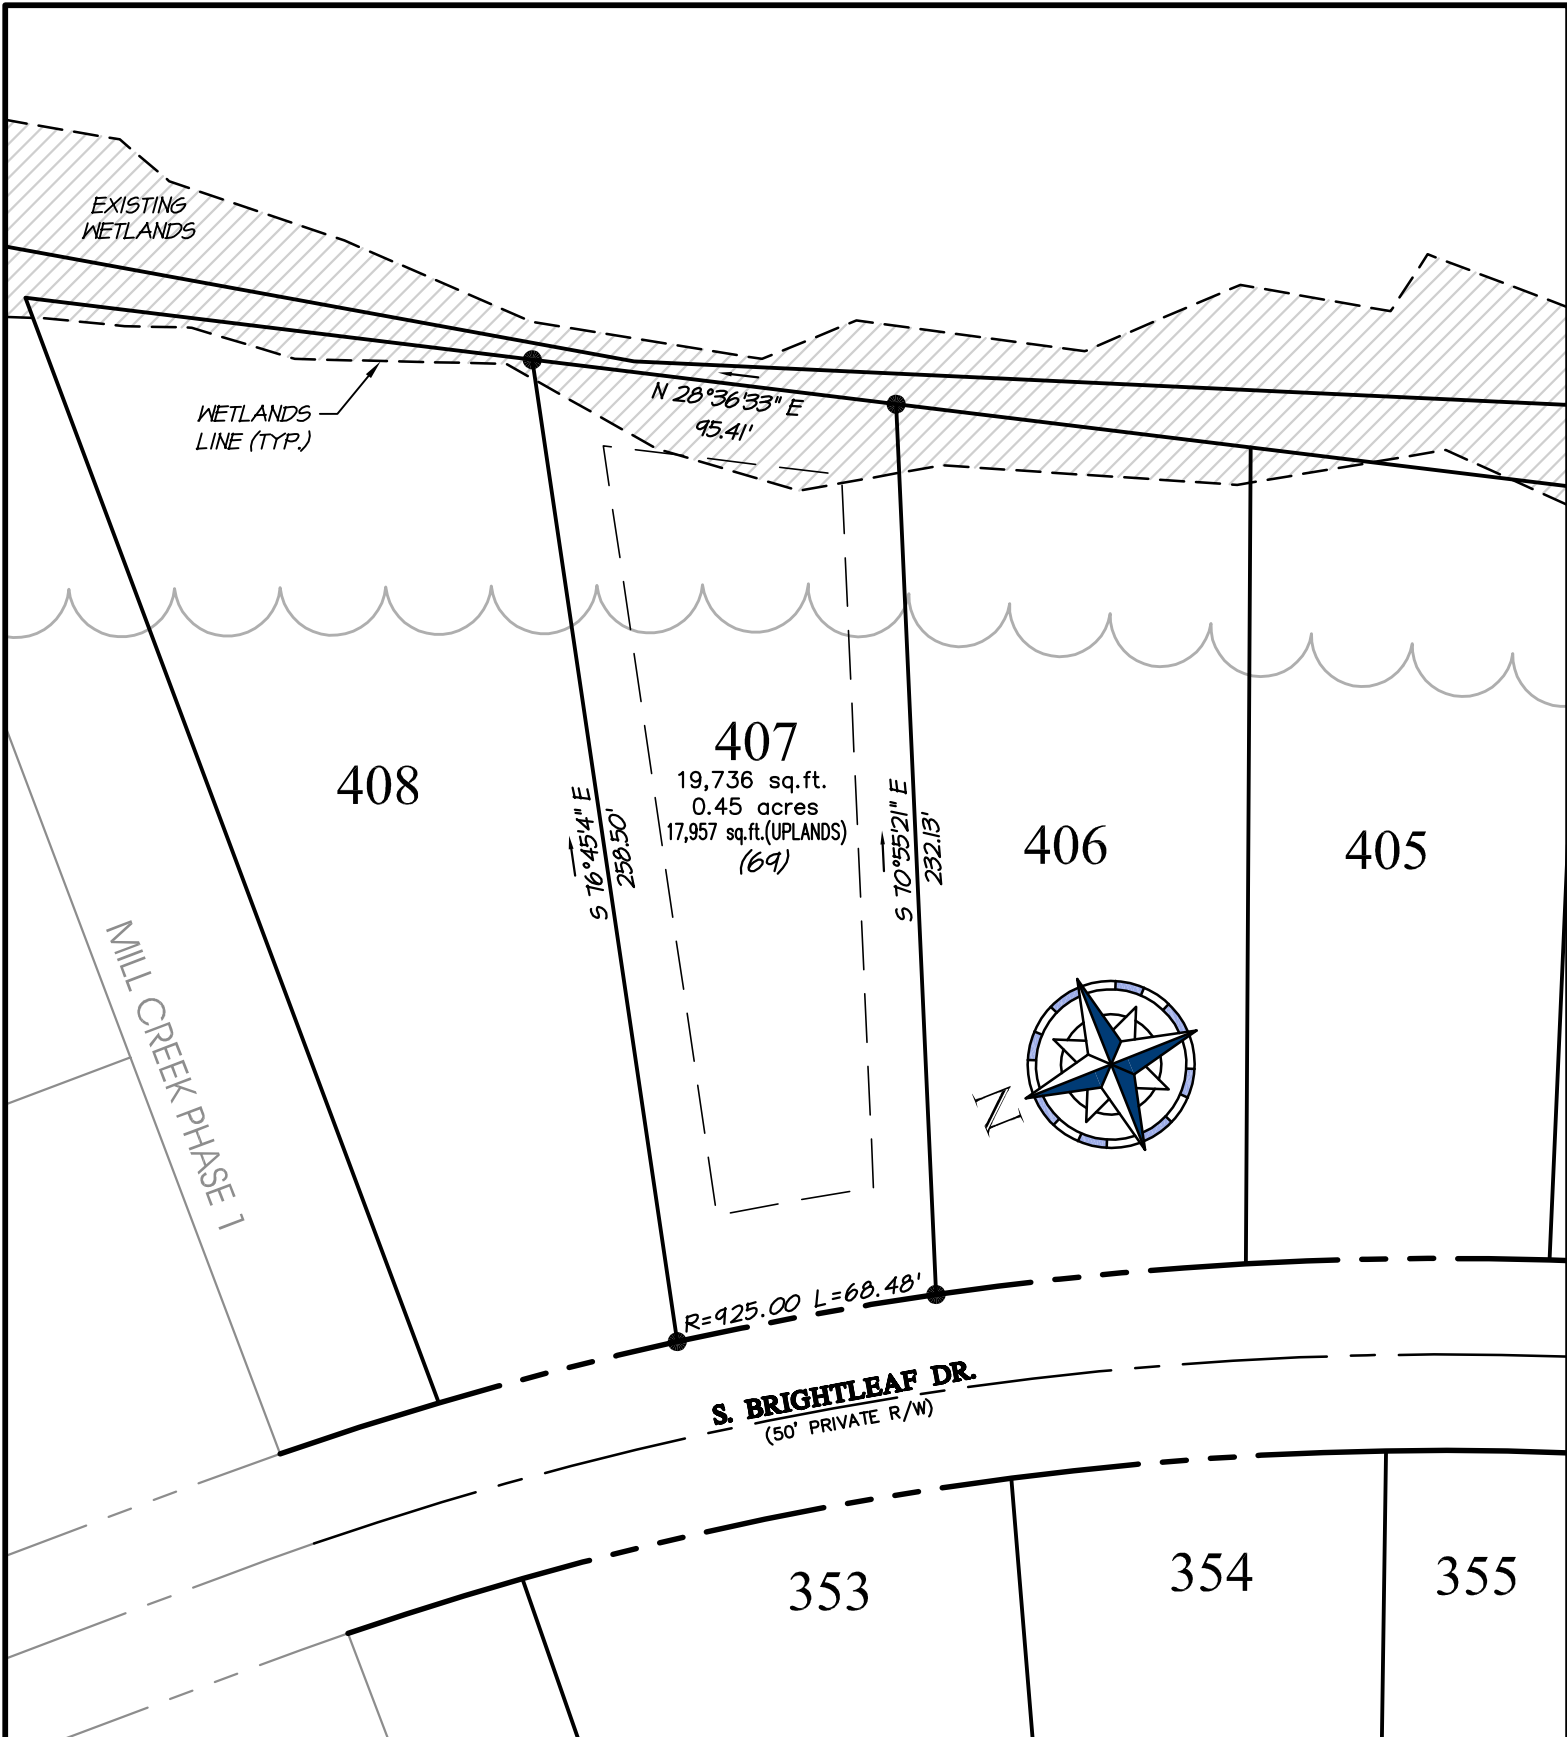 EXISTING
WETLANDS
WETLANDS
LINE (TYP.)
N 28°36'33" E
95.41'
408
S 76°45'4" E
258.50'
407
19,736 sq.ft.
0.45 acres
17,957 sq.ft.(UPLANDS)
(69)
S 70°55'21" E
232.13'
406
405
MILL CREEK PHASE 1
N
R=925.00 L=68.48'
S. BRIGHTLEAF DR.
(50' PRIVATE R/W)
353
354
355